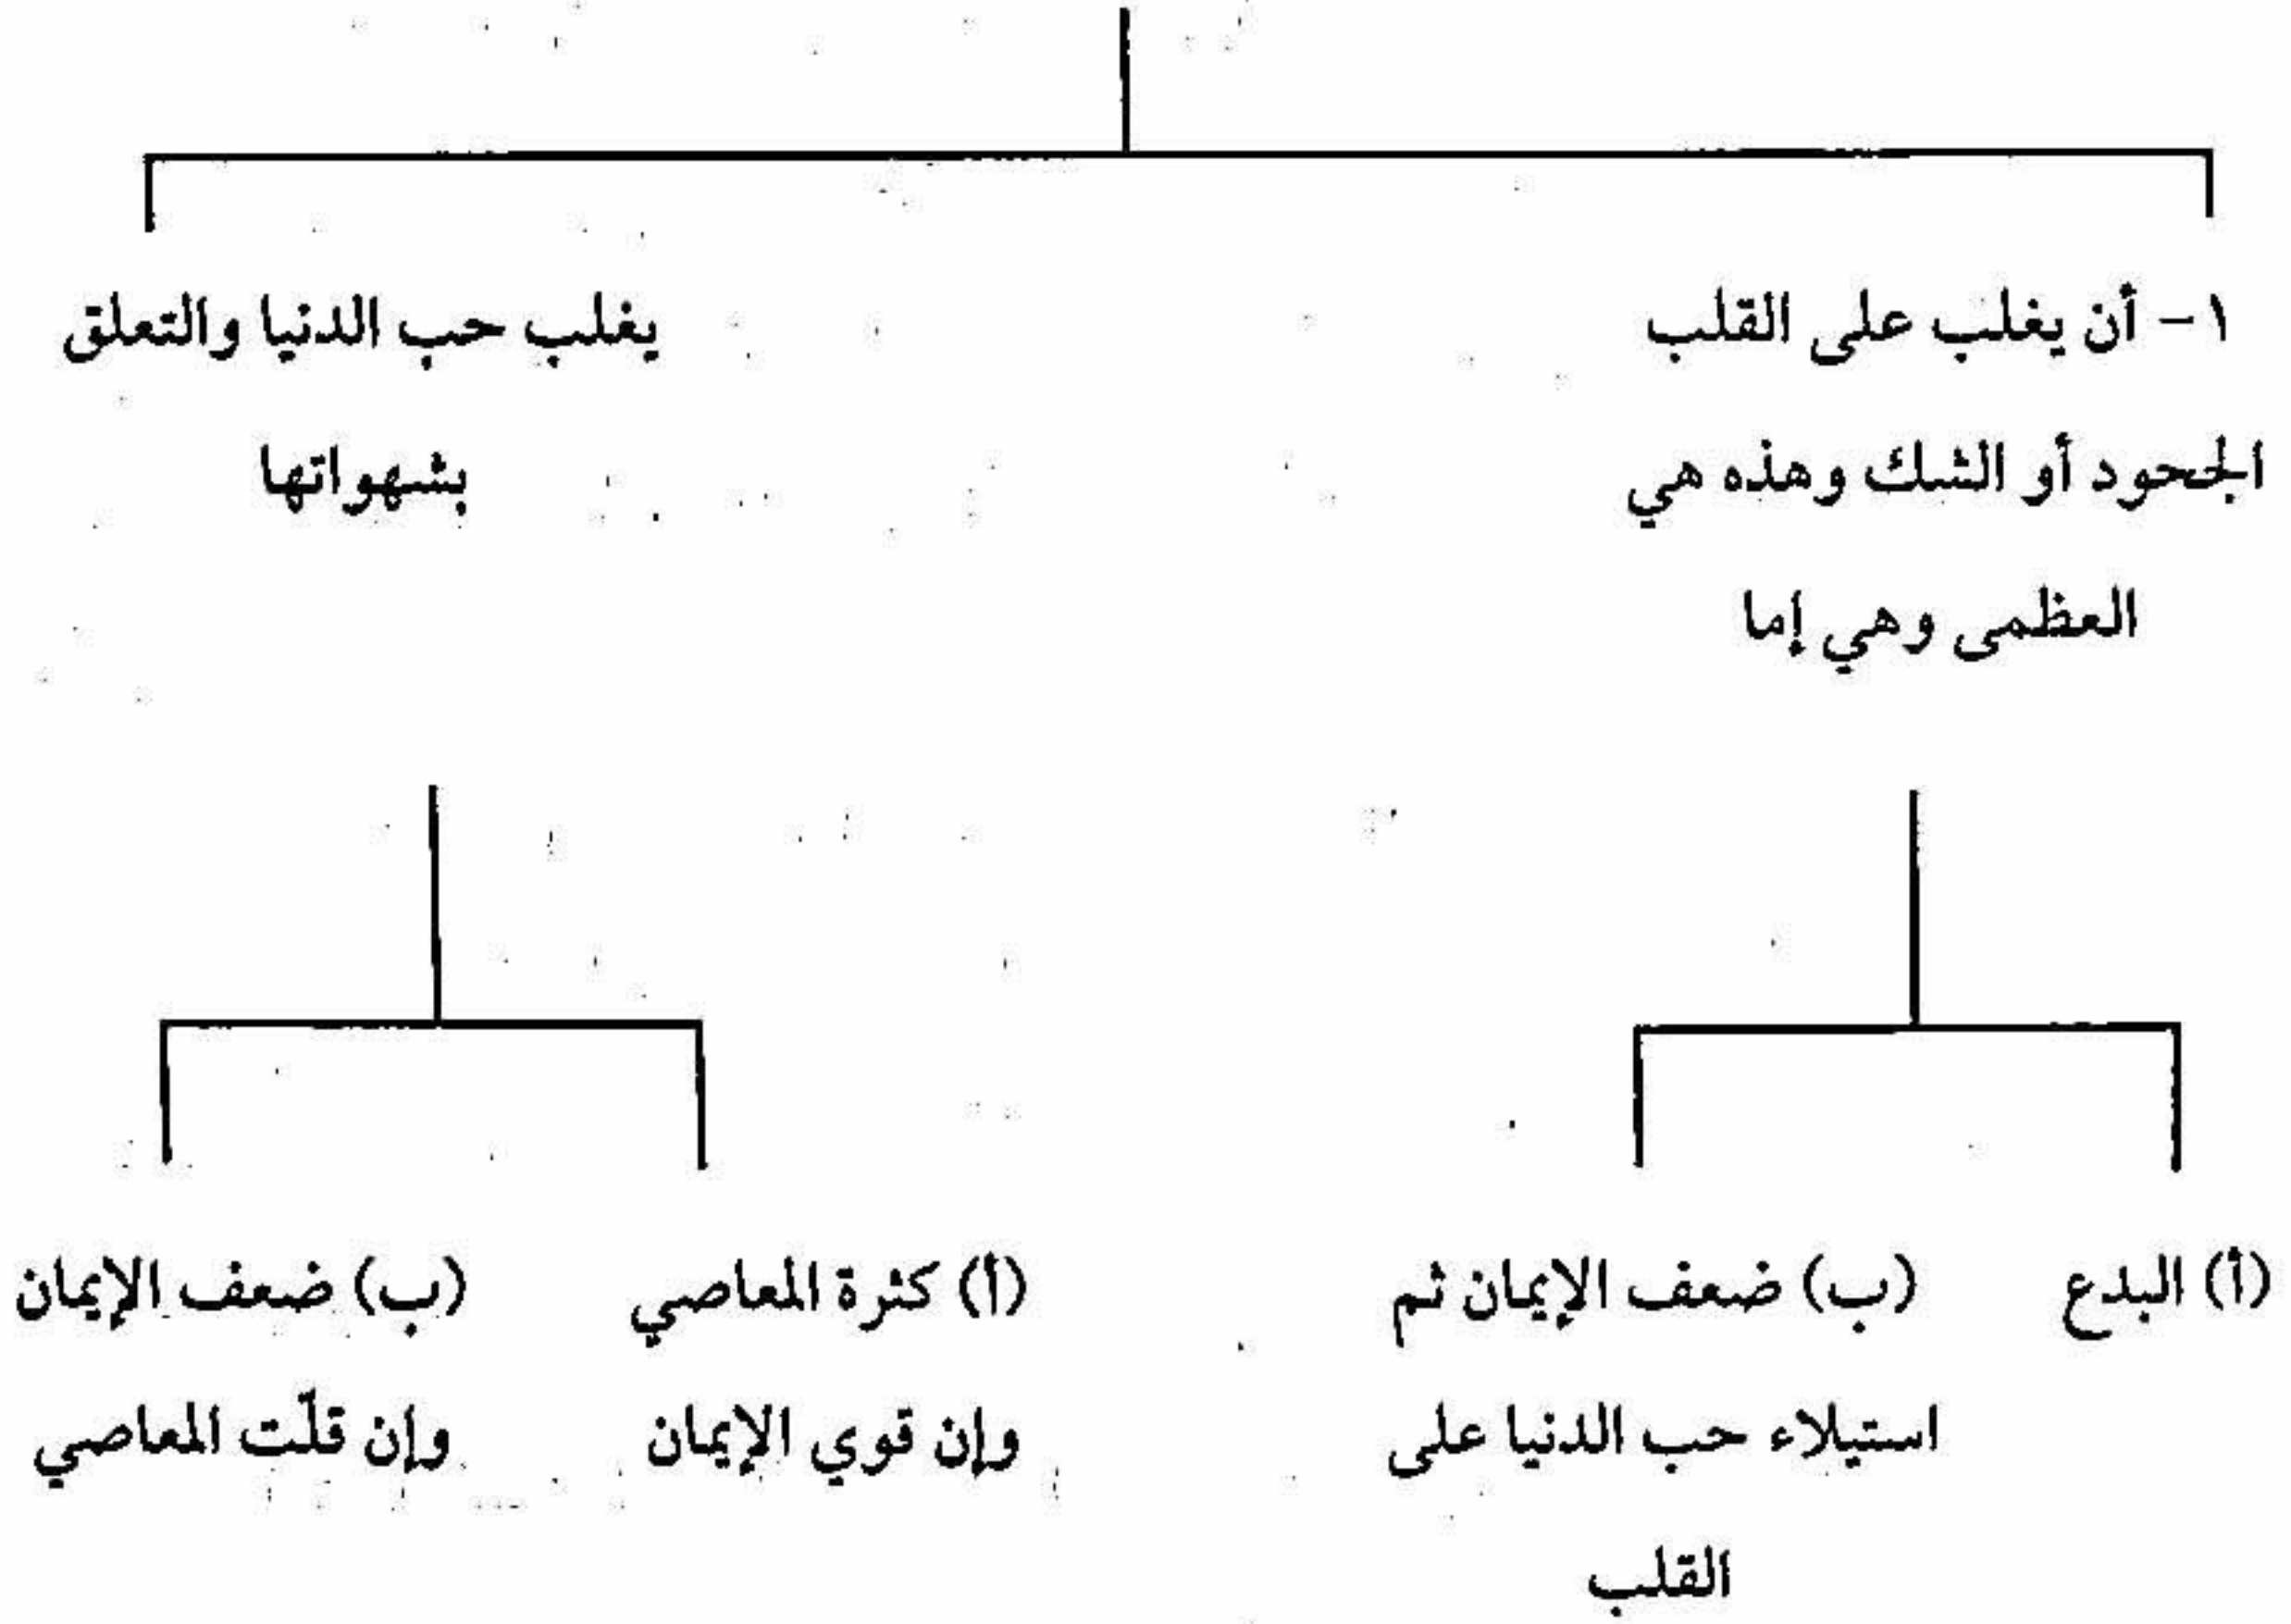 ١- أن يغلب على القلب
الجحود أو الشك وهذه هي
العظمى وهي إما
يغلب حب الدنيا والتعلق
بشهواتها
(أ) البدع
(ب) ضعف الإيمان ثم
استيلاء حب الدنيا على
القلب
(أ) كثرة المعاصي
وإن قوي الإيمان
(ب) ضعف الإيمان
وإن قلّت المعاصي